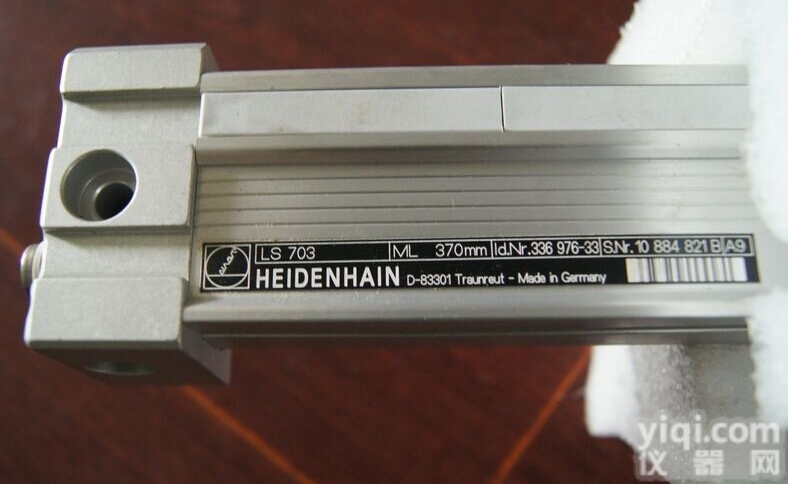 LS 703 ML 370mm Id.Nr.336 976-33 S.Nr.10 884 821 B A9
HEIDENHAIN D-83301 Traunreut - Made in Germany
yiqi.com
仪器网